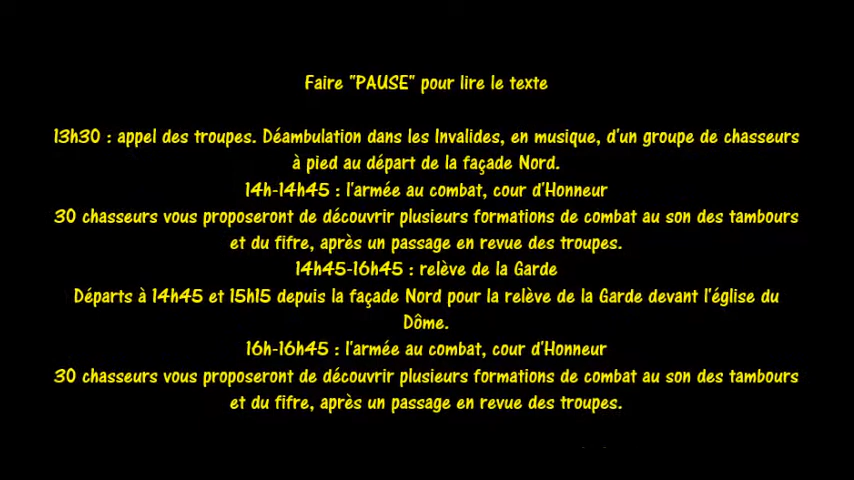 Faire "PAUSE" pour lire le texte
13h30 : appel des troupes. Déambulation dans les Invalides, en musique, d'un groupe de chasseurs
à pied au départ de la façade Nord.
14h-14h45 : l'armée au combat, cour d'Honneur
30 chasseurs vous proposeront de découvrir plusieurs formations de combat au son des tambours
et du fifre, après un passage en revue des troupes.
14h45-16h45 : relève de la Garde
Départs à 14h45 et 15h15 depuis la façade Nord pour la relève de la Garde devant l'église du
Dôme.
16h-16h45 : l'armée au combat, cour d'Honneur
30 chasseurs vous proposeront de découvrir plusieurs formations de combat au son des tambours
et du fifre, après un passage en revue des troupes.